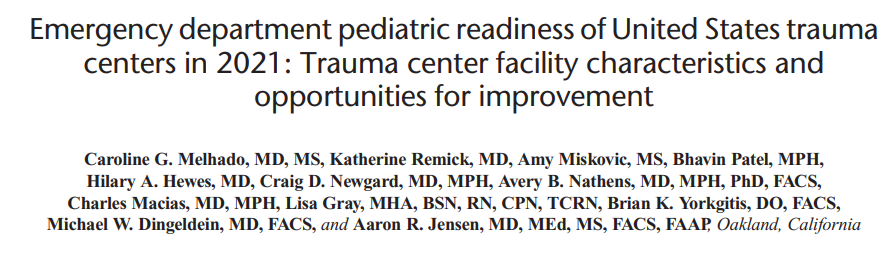 Emergency department pediatric readiness of United States trauma
centers in 2021: Trauma center facility characteristics and
opportunities for improvement
Caroline G. Melhado, MD, MS, Katherine Remick, MD, Amy Miskovic, MS, Bhavin Patel, MPH,
Hilary A. Hewes, MD, Craig D. Newgard, MD, MPH, Avery B. Nathens, MD, MPH, PhD, FACS,
Charles Macias, MD, MPH, Lisa Gray, MHA, BSN, RN, CPN, TCRN, Brian K. Yorkgitis, DO, FACS,
Michael W. Dingeldein, MD, FACS, and Aaron R. Jensen, MD, MEd, MS, FACS, FAAP, Oakland, California